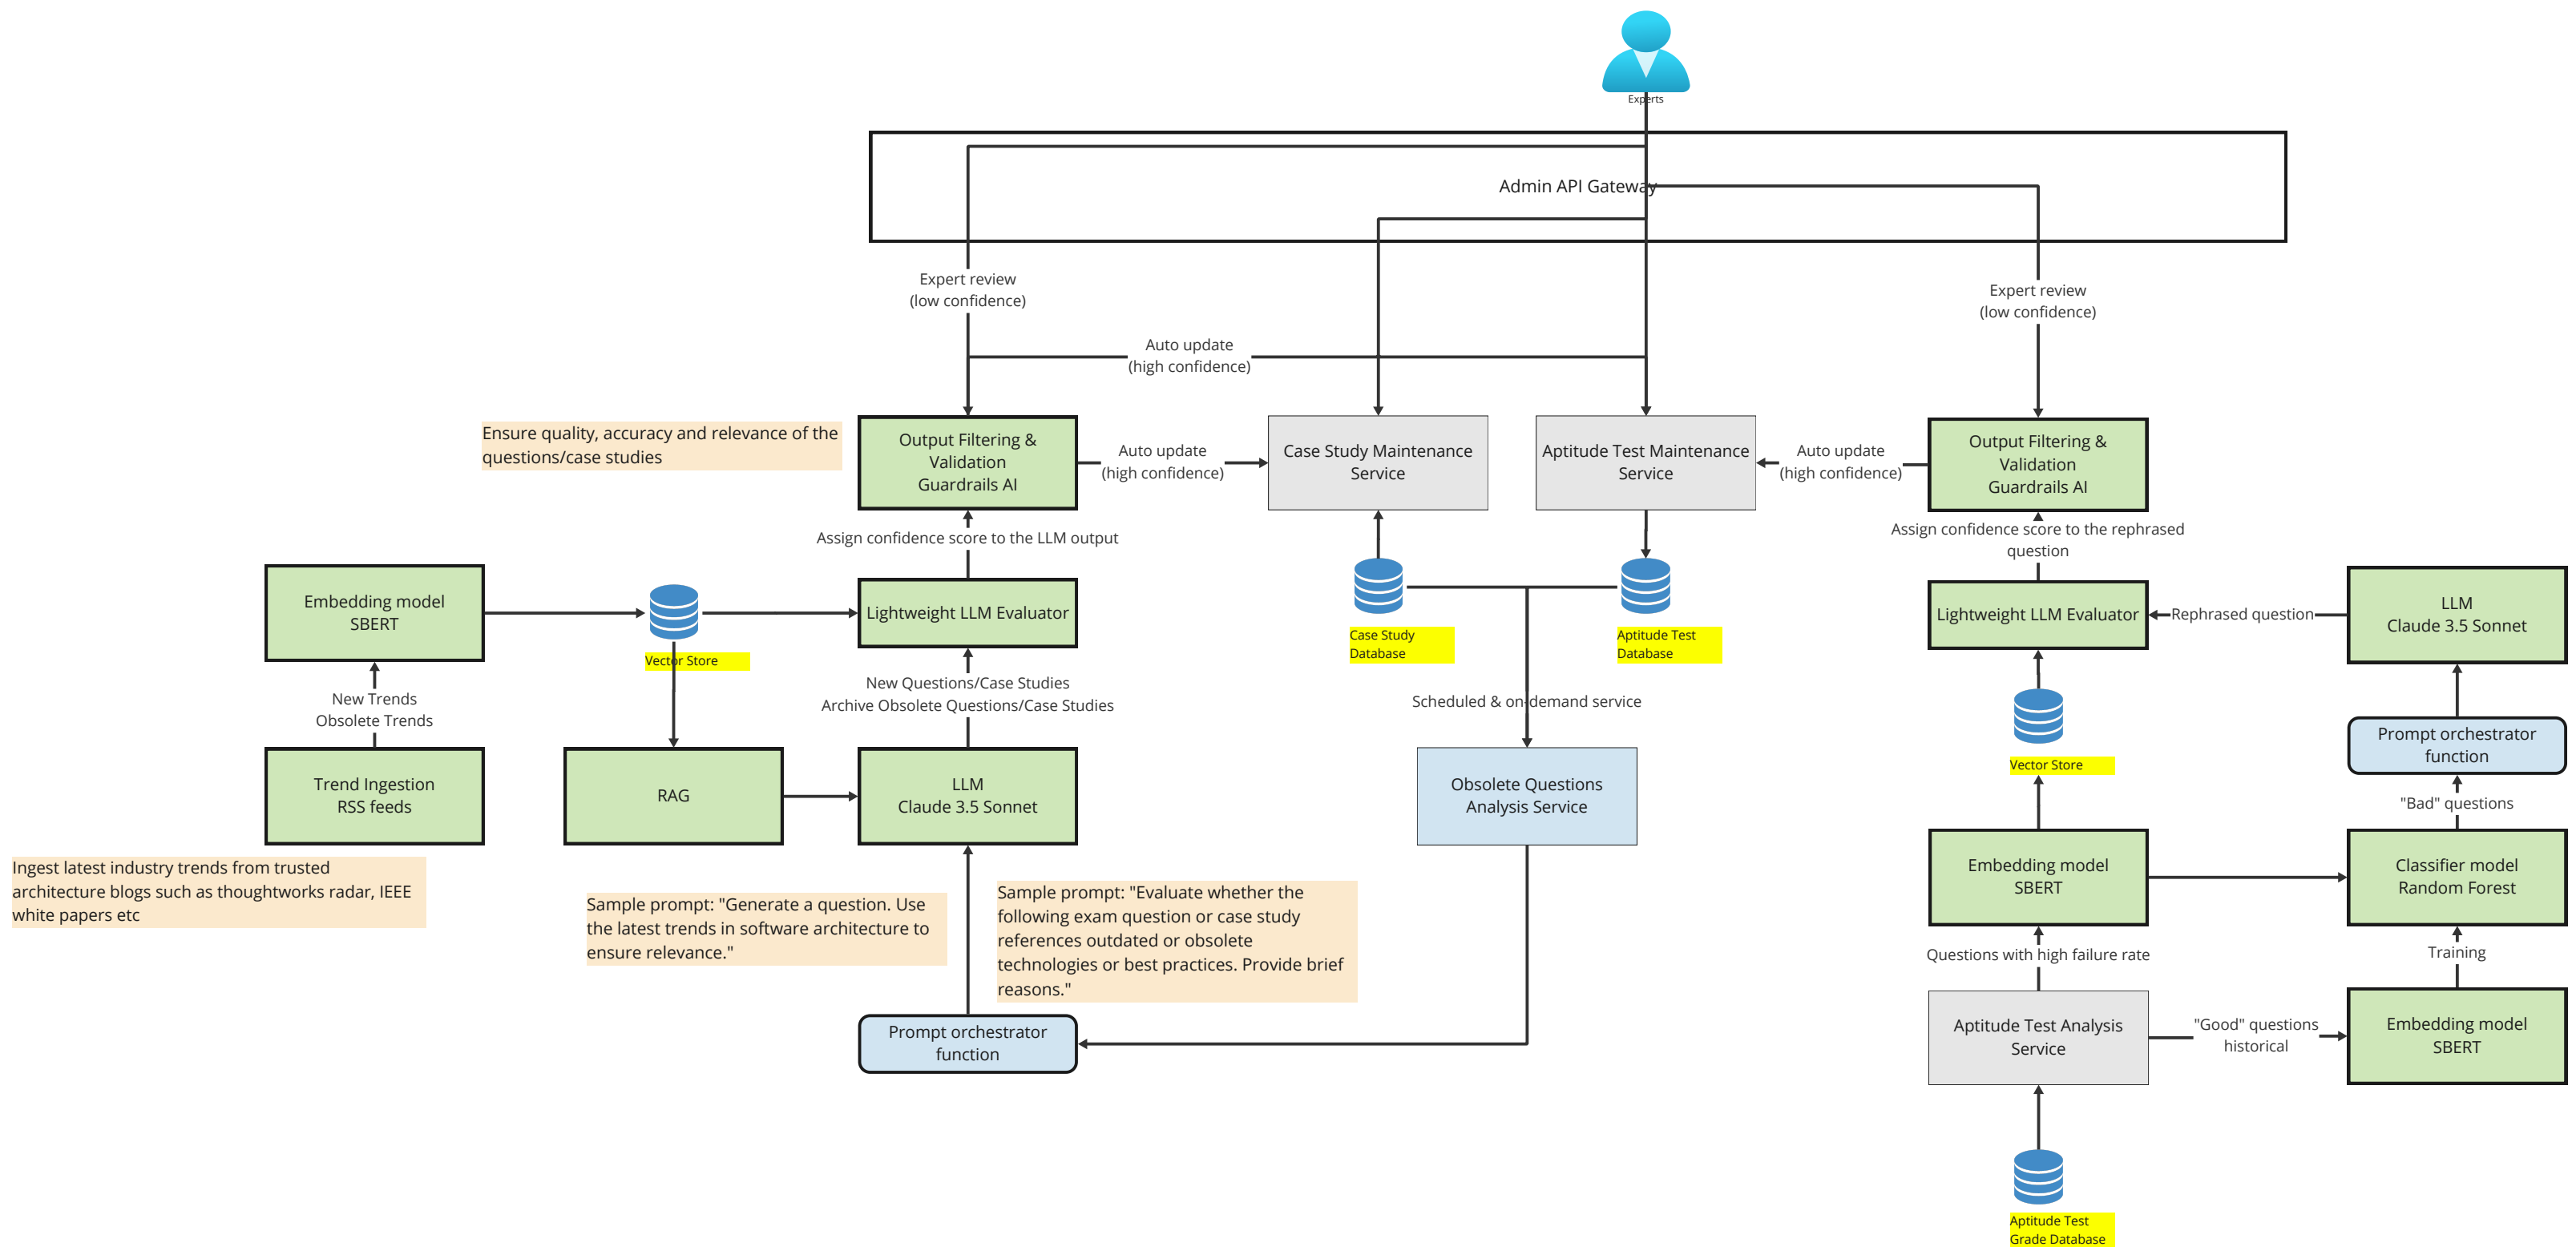 Experts
Admin API Gateway
Expert review
(low confidence)
Expert review
(low confidence)
Auto update
(high confidence)
Ensure quality, accuracy and relevance of the
questions/case studies
Output Filtering &
Validation
Guardrails AI
Auto update
(high confidence)
Case Study Maintenance
Service
Aptitude Test Maintenance
Service
Auto update
(high confidence)
Output Filtering &
Validation
Guardrails AI
Assign confidence score to the LLM output
Assign confidence score to the rephrased
question
Embedding model
SBERT
Vector Store
Lightweight LLM Evaluator
Case Study
Database
Aptitude Test
Database
Lightweight LLM Evaluator
Rephrased question
LLM
Claude 3.5 Sonnet
New Trends
Obsolete Trends
New Questions/Case Studies
Archive Obsolete Questions/Case Studies
Scheduled & on-demand service
Vector Store
Prompt orchestrator
function
Trend Ingestion
RSS feeds
RAG
LLM
Claude 3.5 Sonnet
Obsolete Questions
Analysis Service
"Bad" questions
Ingest latest industry trends from trusted
architecture blogs such as thoughtworks radar, IEEE
white papers etc
Sample prompt: "Generate a question. Use
the latest trends in software architecture to
ensure relevance."
Sample prompt: "Evaluate whether the
following exam question or case study
references outdated or obsolete
technologies or best practices. Provide brief
reasons."
Embedding model
SBERT
Classifier model
Random Forest
Questions with high failure rate
Training
Prompt orchestrator
function
Aptitude Test Analysis
Service
"Good" questions
historical
Embedding model
SBERT
Aptitude Test
Grade Database